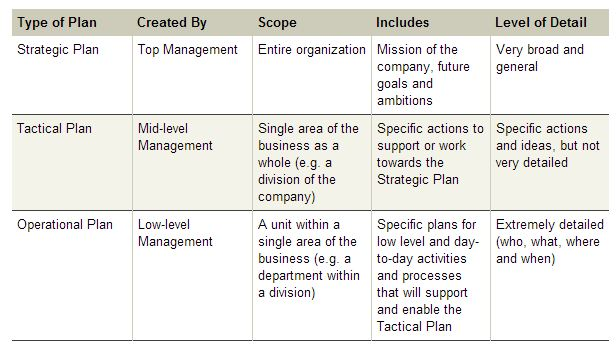 Type of Plan Created By Scope Includes Level of Detail
Strategic Plan Top Management Entire organization Mission of the Very broad and
company, future general
goals and
ambitions
Tactical Plan Mid-level Single area of the Specific actions to Specific actions
Management business as a support or work and ideas, but not
whole (e.g. a towards the very detailed
division of the Strategic Plan
company)
Operational Plan Low-level A unit within a Specific plans for Extremely detailed
Management single area of the low level and day- (who, what, where
business (e.g. a to-day activities and when)
department within and processes
a division) that will support
and enable the
Tactical Plan